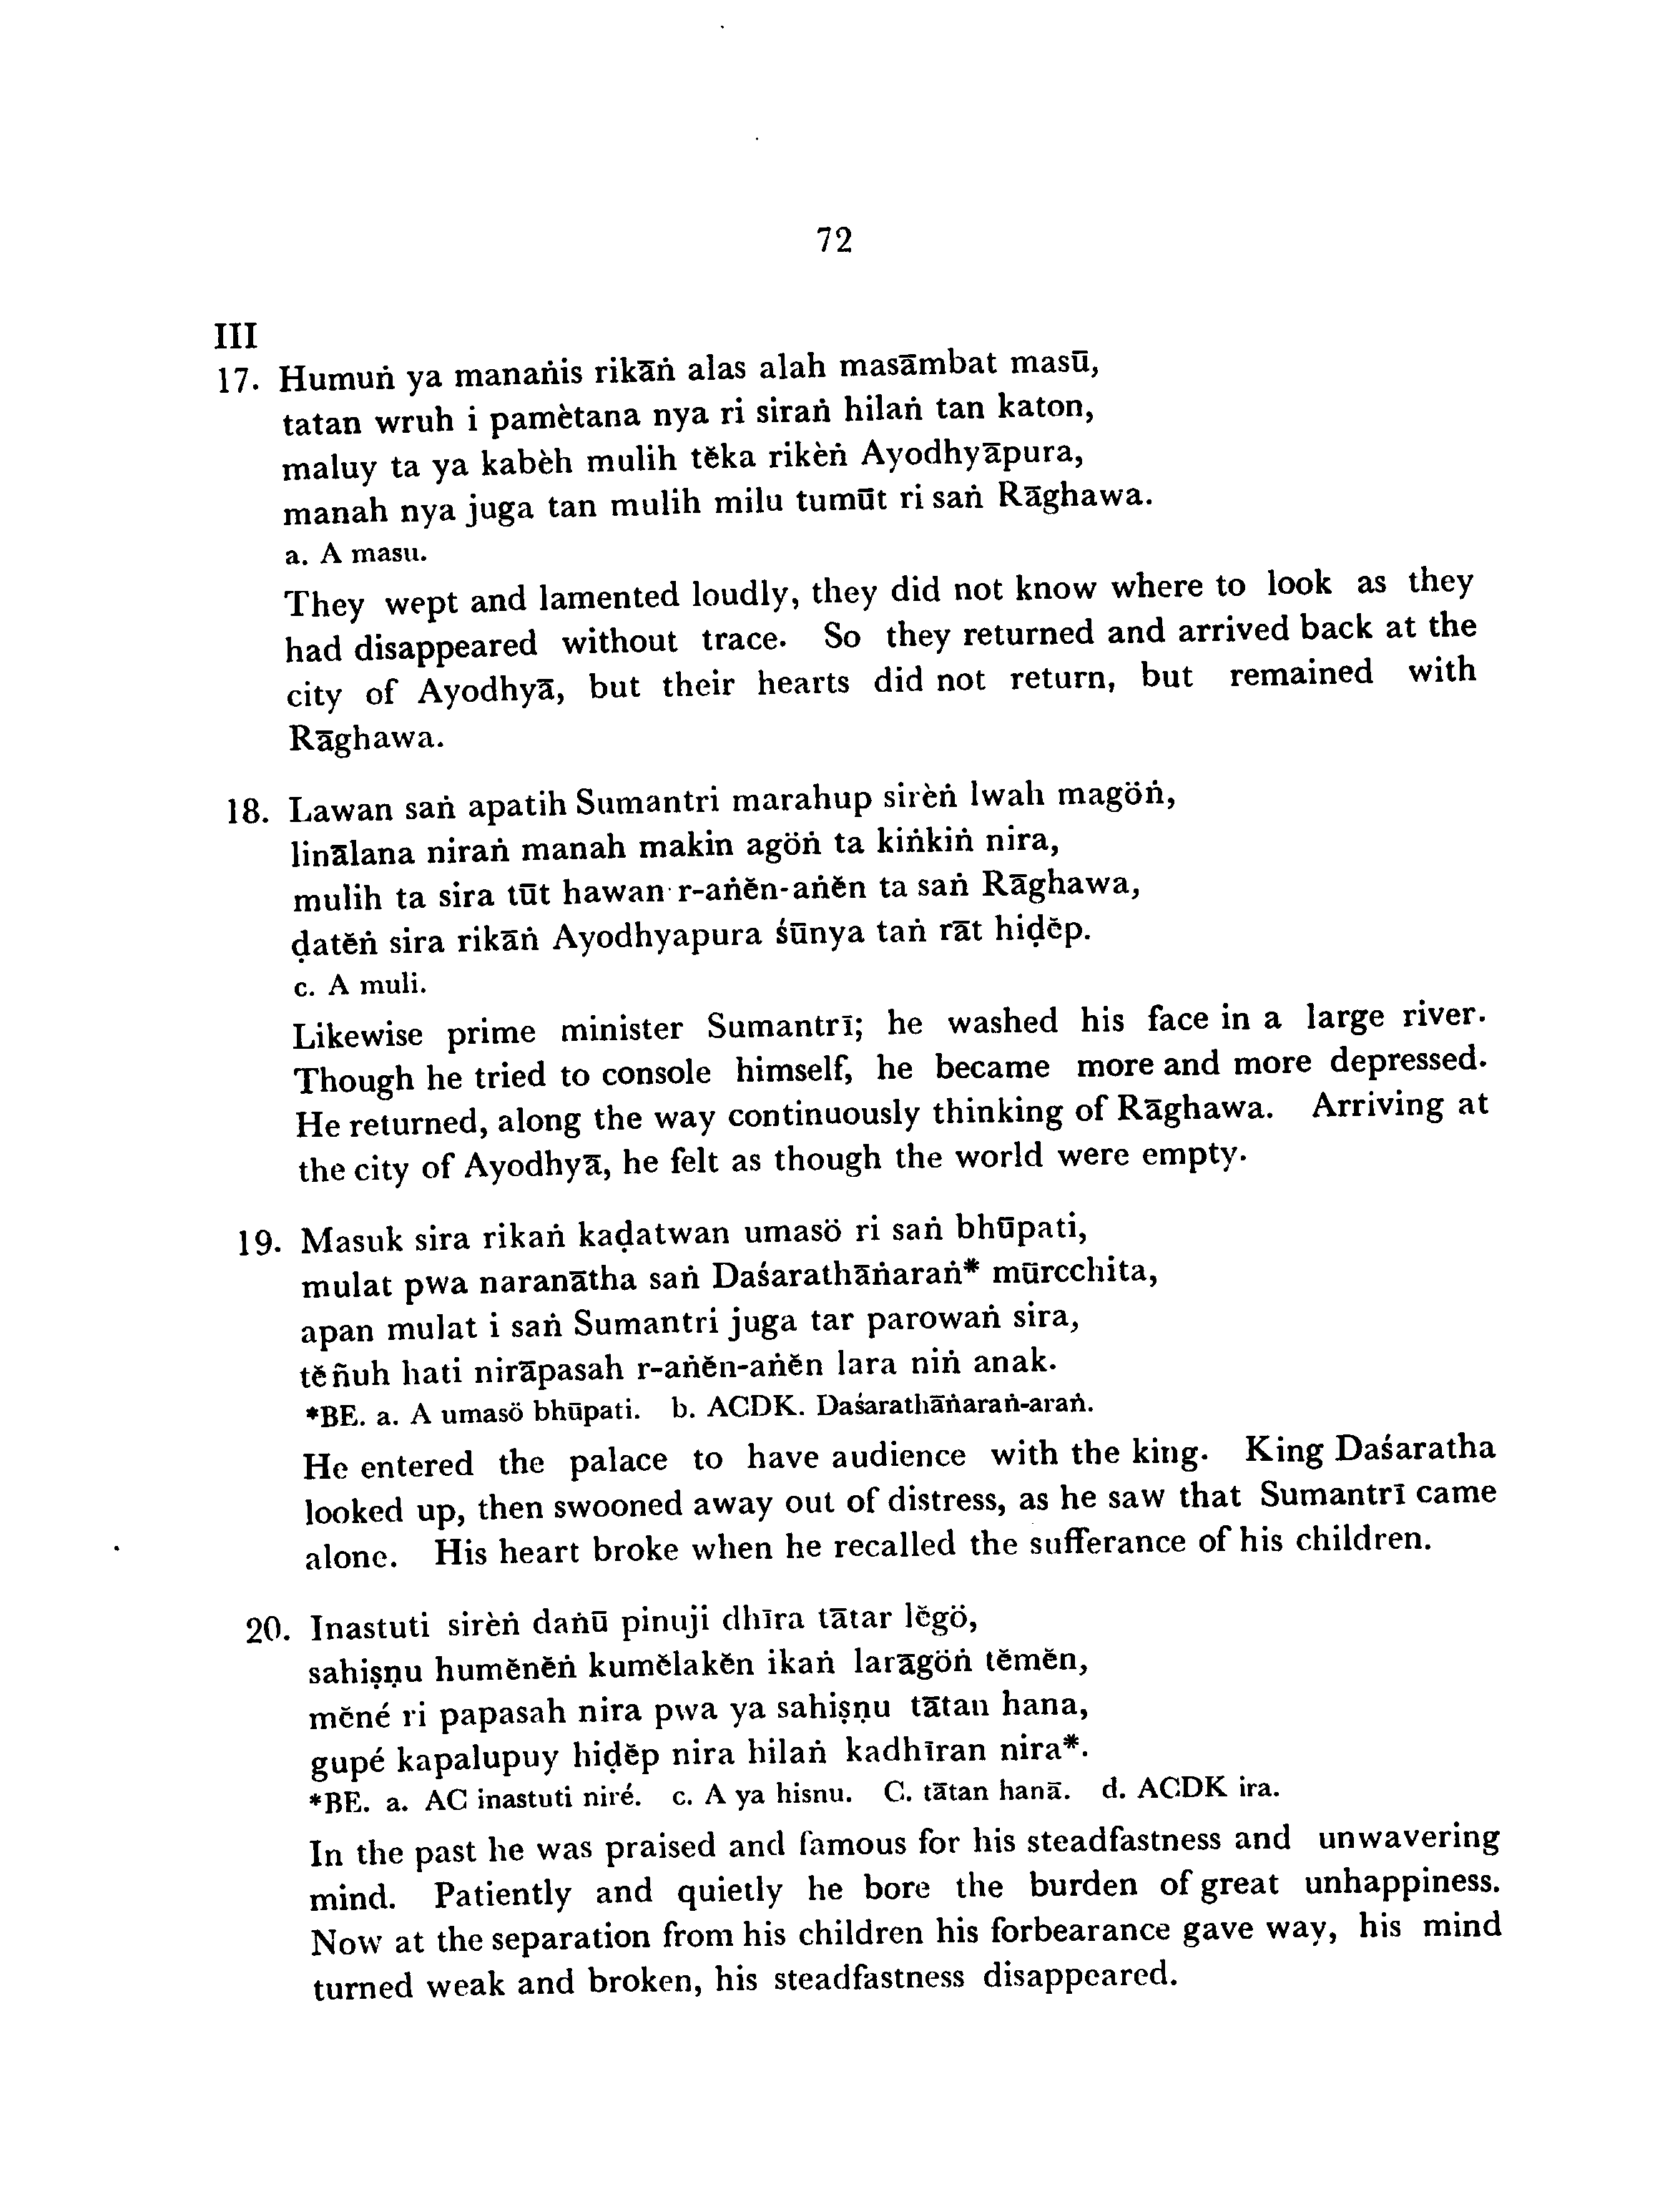 72
III
17. Humuṅ ya manaṅis rikāṅ alas alah masāmbat masū,
tatan wruh i pamètana nya ri siraṅ hilaṅ tan katon,
maluy ta ya kabèh mulih tĕka rikèṅ Ayodhyāpura,
manah nya juga tan mulih milu tumūt ri saṅ Rāghawa.
a. A masu.
They wept and lamented loudly, they did not know where to look as they
had disappeared without trace. So they returned and arrived back at the
city of Ayodhyā, but their hearts did not return, but remained with
Rāghawa.
18. Lawan saṅ apatih Sumantri marahup sirèṅ lwah magöṅ,
linālana niraṅ manah makin agöṅ ta kiṅkiṅ nira,
mulih ta sira tūt hawan r-aṅĕn-aṅĕn ta saṅ Rāghawa,
ḍatĕṅ sira rikāṅ Ayodhyapura śūnya taṅ rāt hiḍĕp.
c. A muli.
Likewise prime minister Sumantrī; he washed his face in a large river.
Though he tried to console himself, he became more and more depressed.
He returned, along the way continuously thinking of Rāghawa. Arriving at
the city of Ayodhyā, he felt as though the world were empty.
19. Masuk sira rikaṅ kaḍatwan umasö ri saṅ bhūpati,
mulat pwa naranātha saṅ Daśarathāṅaraṅ* mūrcchita,
apan mulat i saṅ Sumantri juga tar parowaṅ sira,
tĕñuh hati nirāpasah r-aṅĕn-aṅĕn lara niṅ anak.
*BE. a. A umasö bhūpati. b. ACDK. Daśarathāṅaraṅ-araṅ.
He entered the palace to have audience with the king. King Daśaratha
looked up, then swooned away out of distress, as he saw that Sumantrī came
alone. His heart broke when he recalled the sufferance of his children.
20. Inastuti sirèṅ daṅū pinuji dhīra tātar lĕgö,
sahiṣṇu humĕnĕṅ kumĕlakĕn ikaṅ laragöṅ tĕmĕn,
mĕné ri papasah nira pwa ya sahiṣṇu tātan hana,
gupé kapalupuy hiḍĕp nira hilaṅ kadhīran nira*.
*BE. a. AC inastuti niré. c. A ya hisnu. C. tātan hanā. d. ACDK ira.
In the past he was praised and famous for his steadfastness and unwavering
mind. Patiently and quietly he bore the burden of great unhappiness.
Now at the separation from his children his forbearance gave way, his mind
turned weak and broken, his steadfastness disappeared.